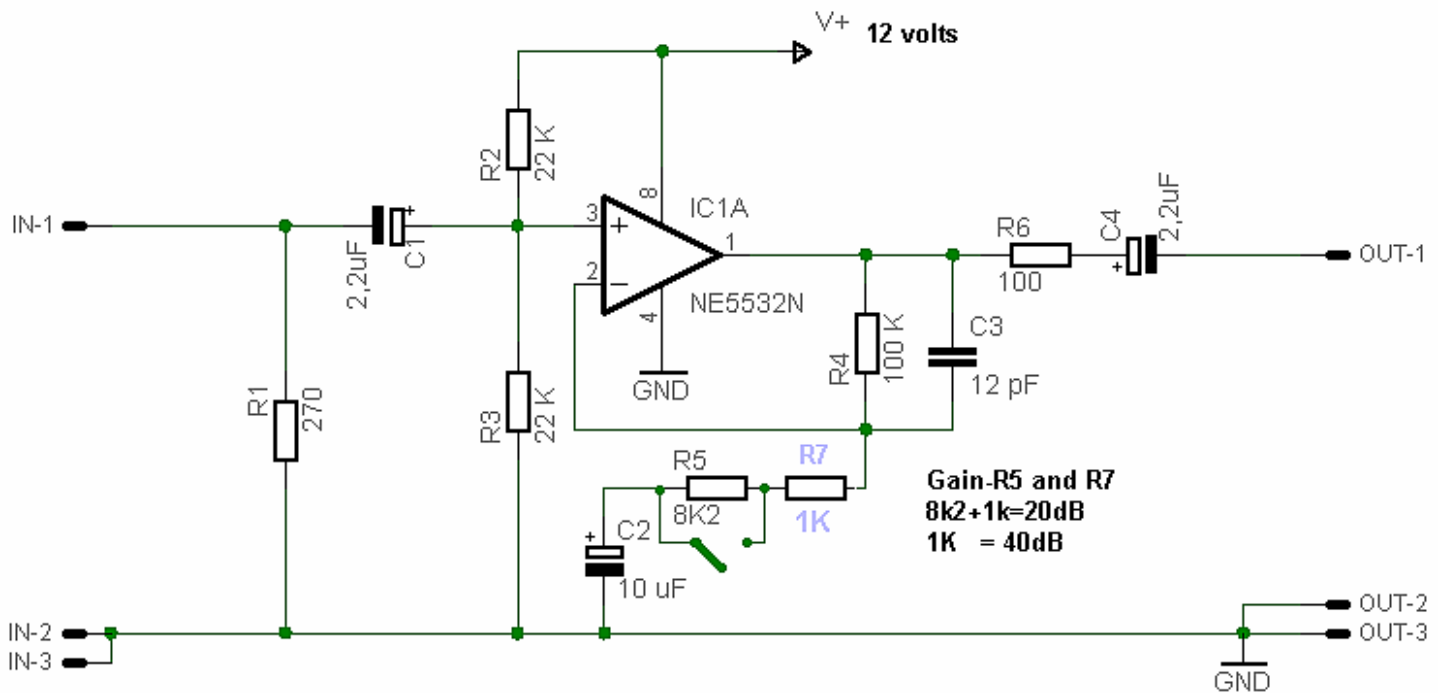 V+ 12 volts
R2
22 K
IN-1
2,2uF
C1
3
+
2
−
8
4
1
IC1A
NE5532N
GND
R6
100
C4
2,2uF
OUT-1
R1
270
R3
22 K
R4
100 K
C3
12 pF
R5
8K2
R7
1K
C2
10 uF
Gain-R5 and R7
8k2+1k=20dB
1K = 40dB
IN-2
IN-3
OUT-2
OUT-3
GND
+
+
+